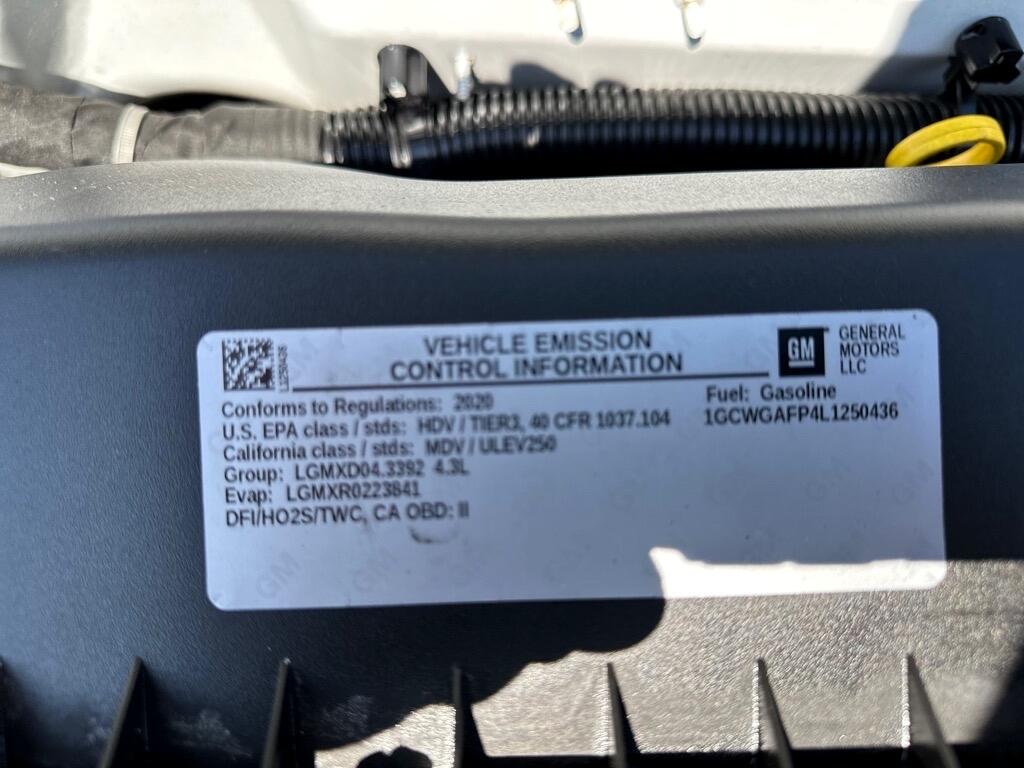 VEHICLE EMISSION
CONTROL INFORMATION
GM
GENERAL
MOTORS
LLC
L1250436
Conforms to Regulations: 2020
Fuel: Gasoline
U.S. EPA class / stds: HDV / TIER3, 40 CFR 1037.104
1GCWGAFP4L1250436
California class / stds: MDV / ULEV250
Group: LGMXD04.3392 4.3L
Evap: LGMXR0223841
DFI/HO2S/TWC, CA OBD: II